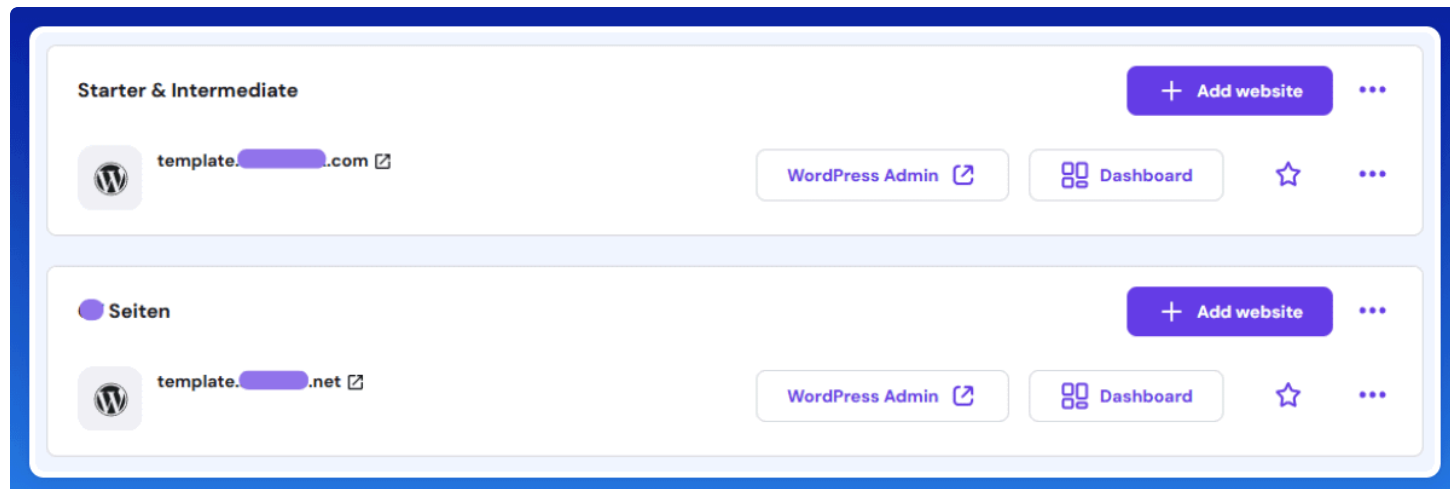 Starter & Intermediate
+ Add website
template. .com
WordPress Admin
Dashboard
Seiten
+ Add website
template. .net
WordPress Admin
Dashboard